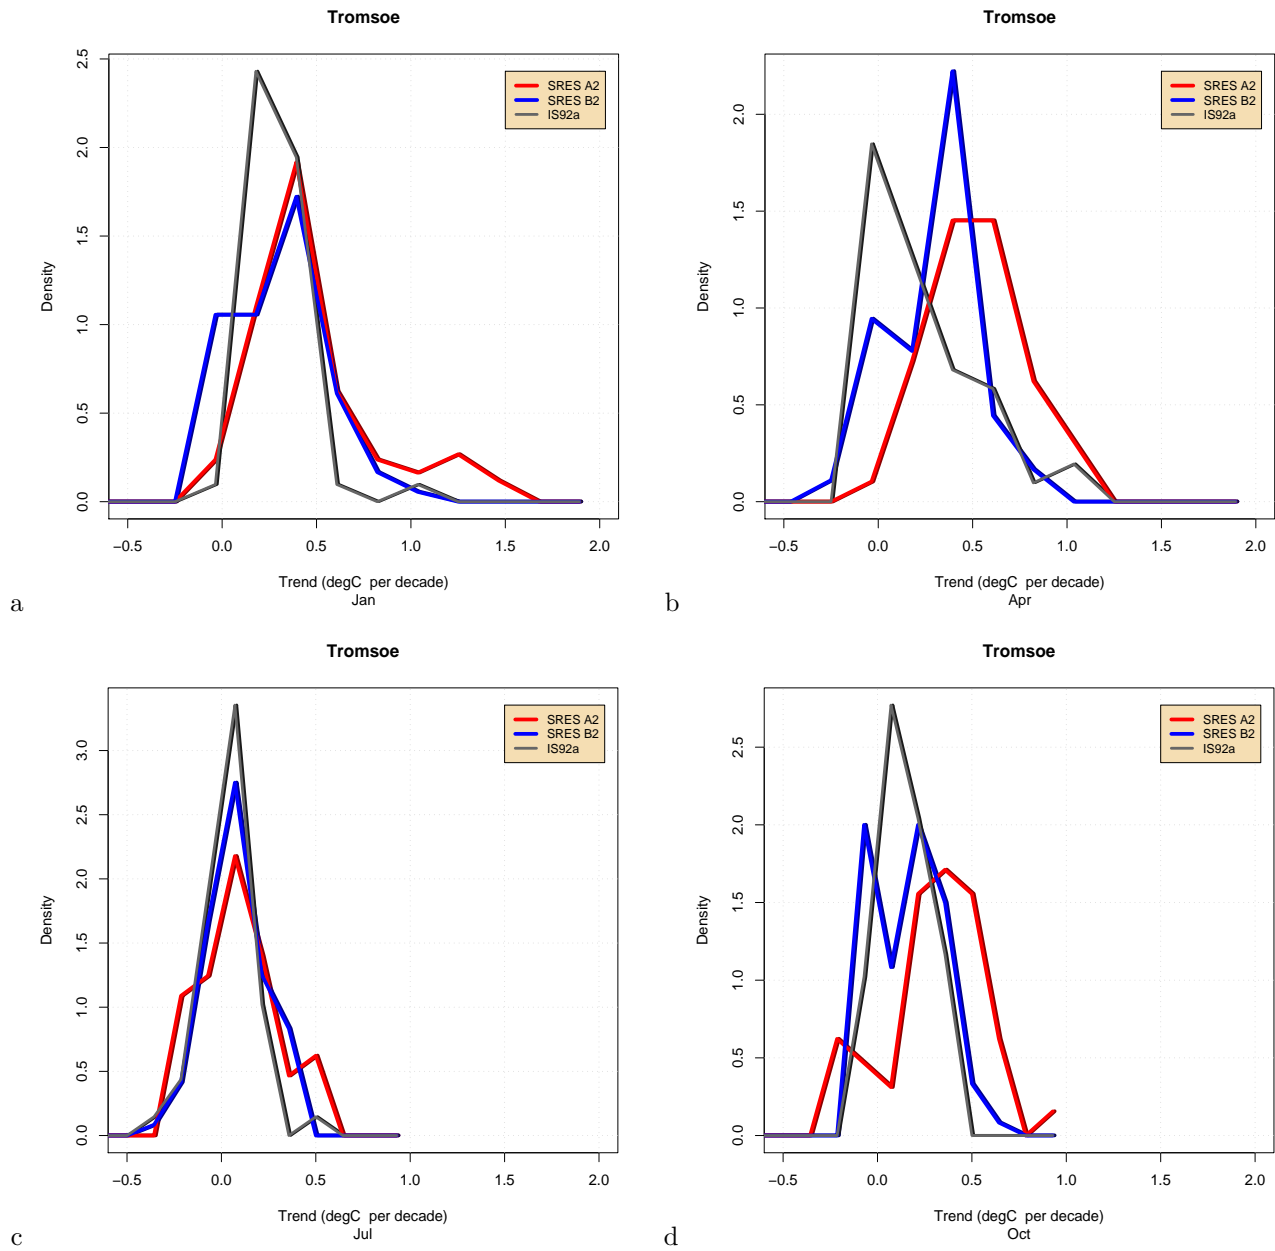 Tromsoe
Density
2.5
2.0
1.5
1.0
0.5
0.0
SRES A2
SRES B2
IS92a
−0.5 0.0 0.5 1.0 1.5 2.0
Trend (degC per decade)
Jan
a
Tromsoe
Density
2.0
1.5
1.0
0.5
0.0
SRES A2
SRES B2
IS92a
−0.5 0.0 0.5 1.0 1.5 2.0
Trend (degC per decade)
Apr
b
Tromsoe
Density
3.0
2.5
2.0
1.5
1.0
0.5
0.0
SRES A2
SRES B2
IS92a
−0.5 0.0 0.5 1.0 1.5 2.0
Trend (degC per decade)
Jul
c
Tromsoe
Density
2.5
2.0
1.5
1.0
0.5
0.0
SRES A2
SRES B2
IS92a
−0.5 0.0 0.5 1.0 1.5 2.0
Trend (degC per decade)
Oct
d